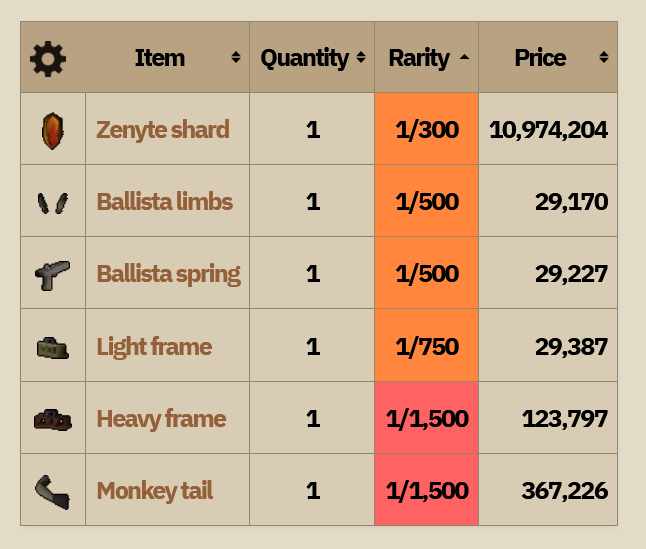 Item Quantity Rarity Price
Zenyte shard 1 1/300 10,974,204
Ballista limbs 1 1/500 29,170
Ballista spring 1 1/500 29,227
Light frame 1 1/750 29,387
Heavy frame 1 1/1,500 123,797
Monkey tail 1 1/1,500 367,226